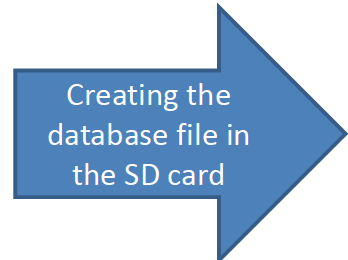 Creating the
database file in
the SD card